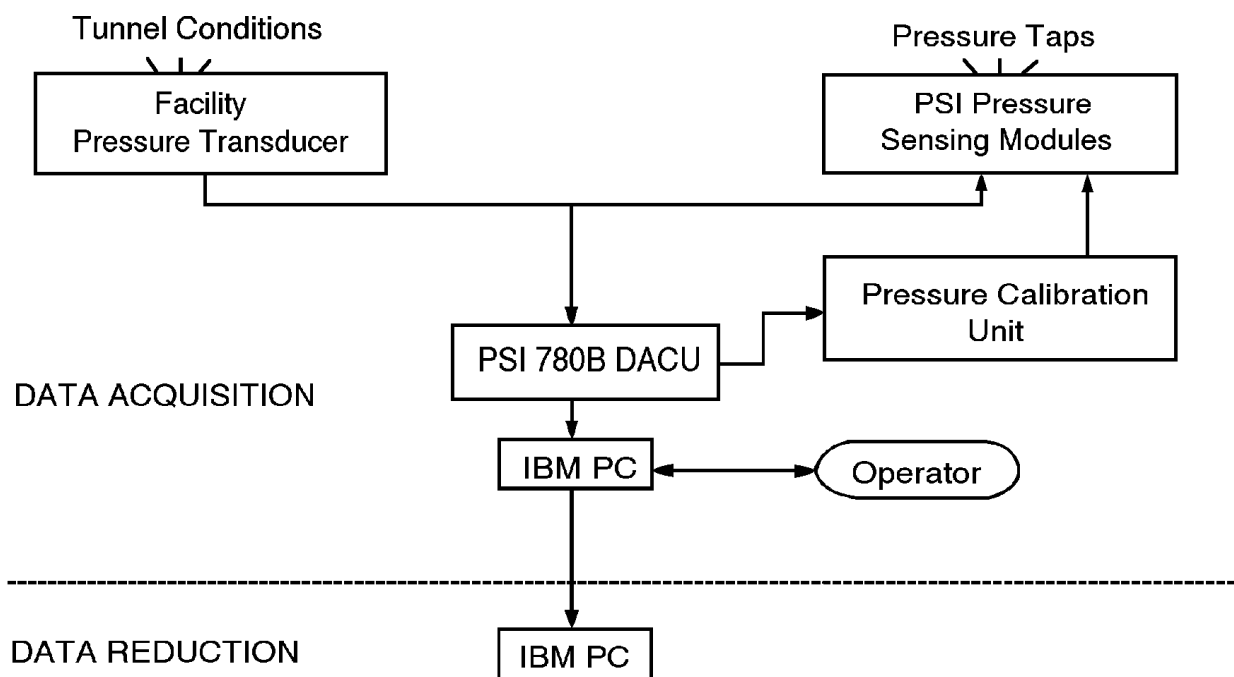 Tunnel Conditions
Facility
Pressure Transducer
Pressure Taps
PSI Pressure
Sensing Modules
Pressure Calibration
Unit
PSI 780B DACU
DATA ACQUISITION
IBM PC
Operator
DATA REDUCTION
IBM PC